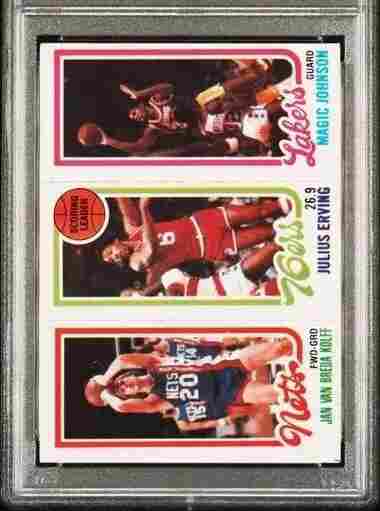 Lakers
GUARD
MAGIC JOHNSON
SCORING
LEADER
6
76ers
26.9
JULIUS ERVING
NETS
20
Nets
FWD-GRD
JAN VAN BREDA KOLFF